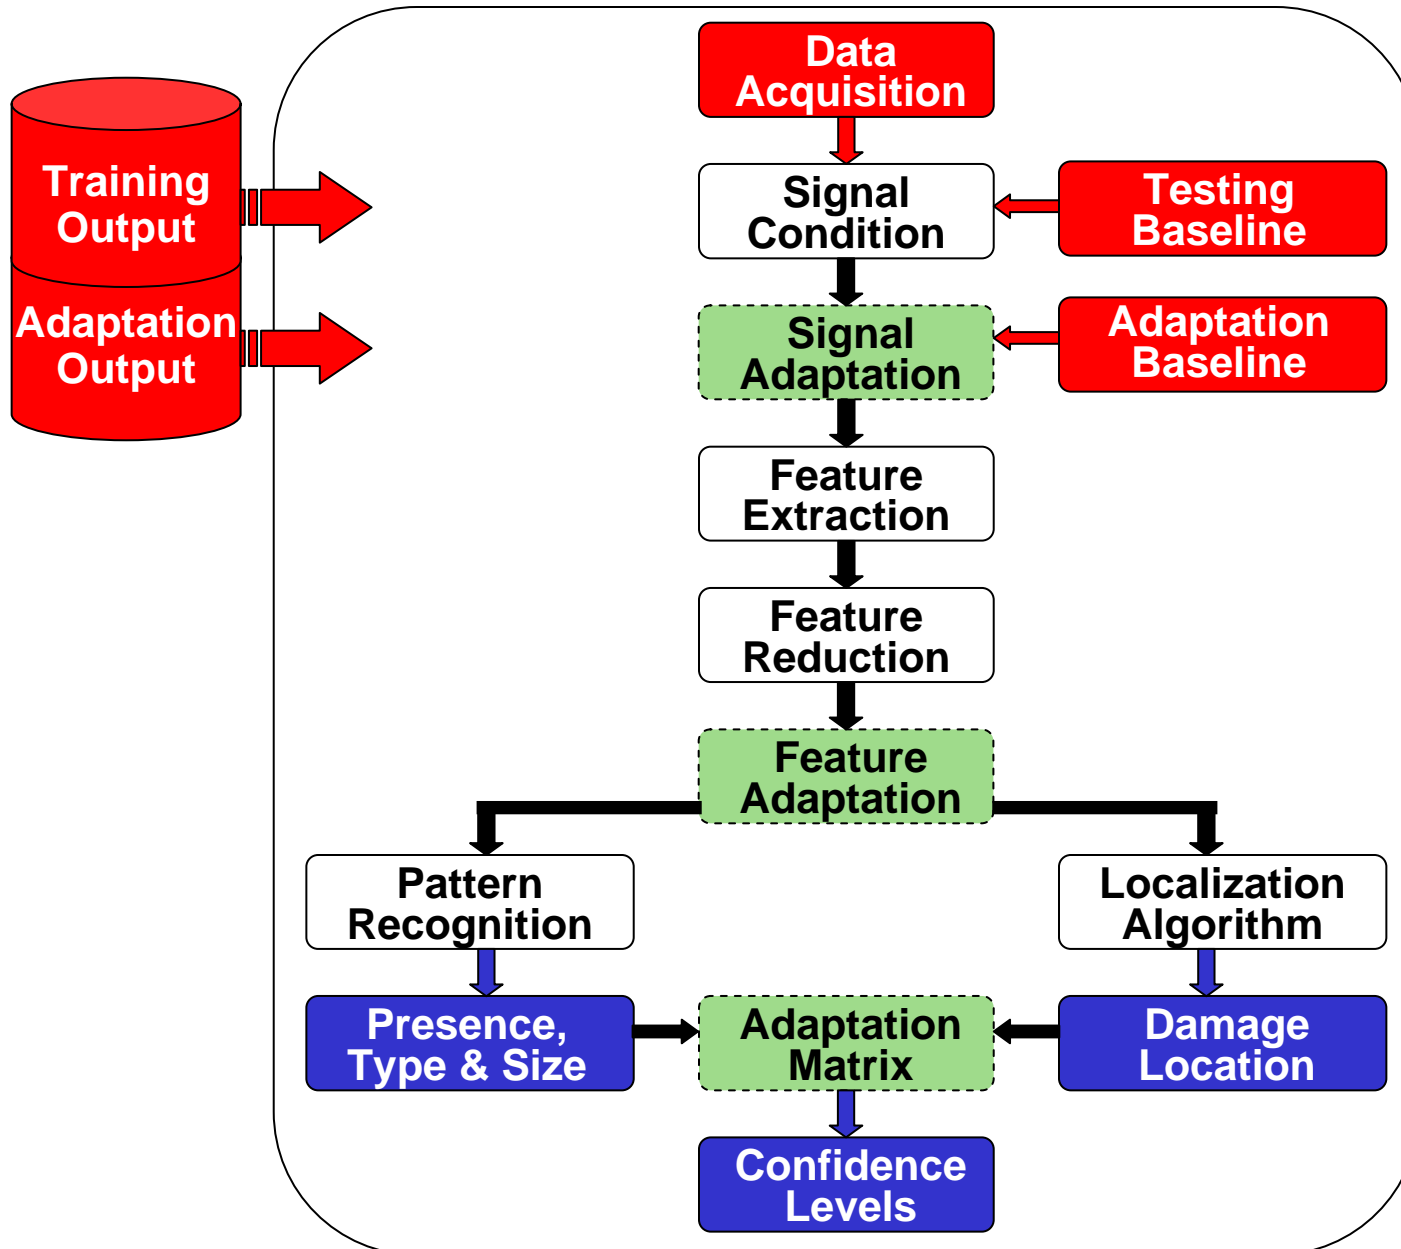 Data
Acquisition
Training
Output
Signal
Condition
Testing
Baseline
Adaptation
Output
Signal
Adaptation
Adaptation
Baseline
Feature
Extraction
Feature
Reduction
Feature
Adaptation
Pattern
Recognition
Localization
Algorithm
Presence,
Type & Size
Adaptation
Matrix
Damage
Location
Confidence
Levels